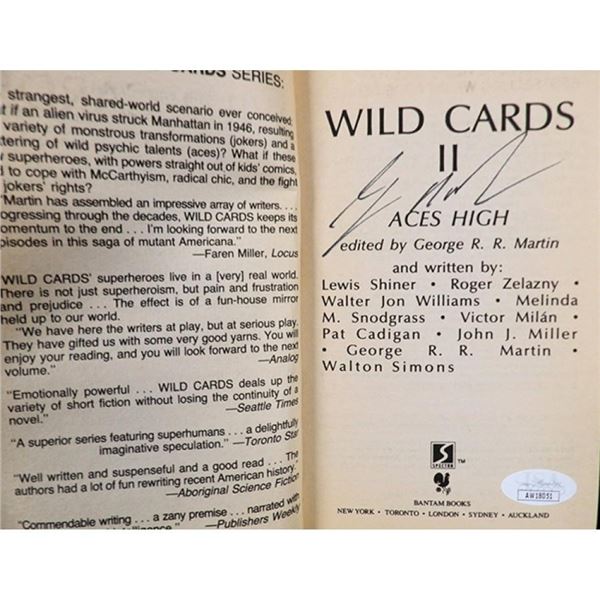 CARDS SERIES:
strangest, shared-world scenario ever conceived:
if an alien virus struck Manhattan in 1946, resulting
variety of monstrous transformations (jokers) and a
tering of wild psychic talents (aces)? What if these
superheroes, with powers straight out of kids' comics,
to cope with McCarthyism, radical chic, and the fight
jokers' rights?
"Martin has assembled an impressive array of writers. . . .
ogressing through the decades, WILD CARDS keeps its
omentum to the end . . . I'm looking forward to the next
pisodes in this saga of mutant Americana."
—Faren Miller, Locus
WILD CARDS' superheroes live in a [very] real world.
There is not just superheroism, but pain and frustration
and prejudice . . . The effect is of a fun-house mirror
held up to our world.
"We have here the writers at play, but at serious play.
They have gifted us with some very good yarns. You will
enjoy your reading, and you will look forward to the next
volume."
—Analog
"Emotionally powerful . . . WILD CARDS deals up the
variety of short fiction without losing the continuity of a
novel."
—Seattle Times
"A superior series featuring superhumans . . . a delightfully
imaginative speculation."
—Toronto Star
"Well written and suspenseful and a good read . . . The
authors had a lot of fun rewriting recent American history."
—Aboriginal Science Fiction
"Commendable writing . . . a zany premise . . . narrated with
—Publishers Weekly
WILD CARDS
II
ACES HIGH
edited by George R. R. Martin
and written by:
Lewis Shiner · Roger Zelazny ·
Walter Jon Williams · Melinda
M. Snodgrass · Victor Milán ·
Pat Cadigan · John J. Miller
· George R. R. Martin ·
Walton Simons
S
SPECTRA
™
AW18051
BANTAM BOOKS
NEW YORK · TORONTO · LONDON · SYDNEY · AUCKLAND